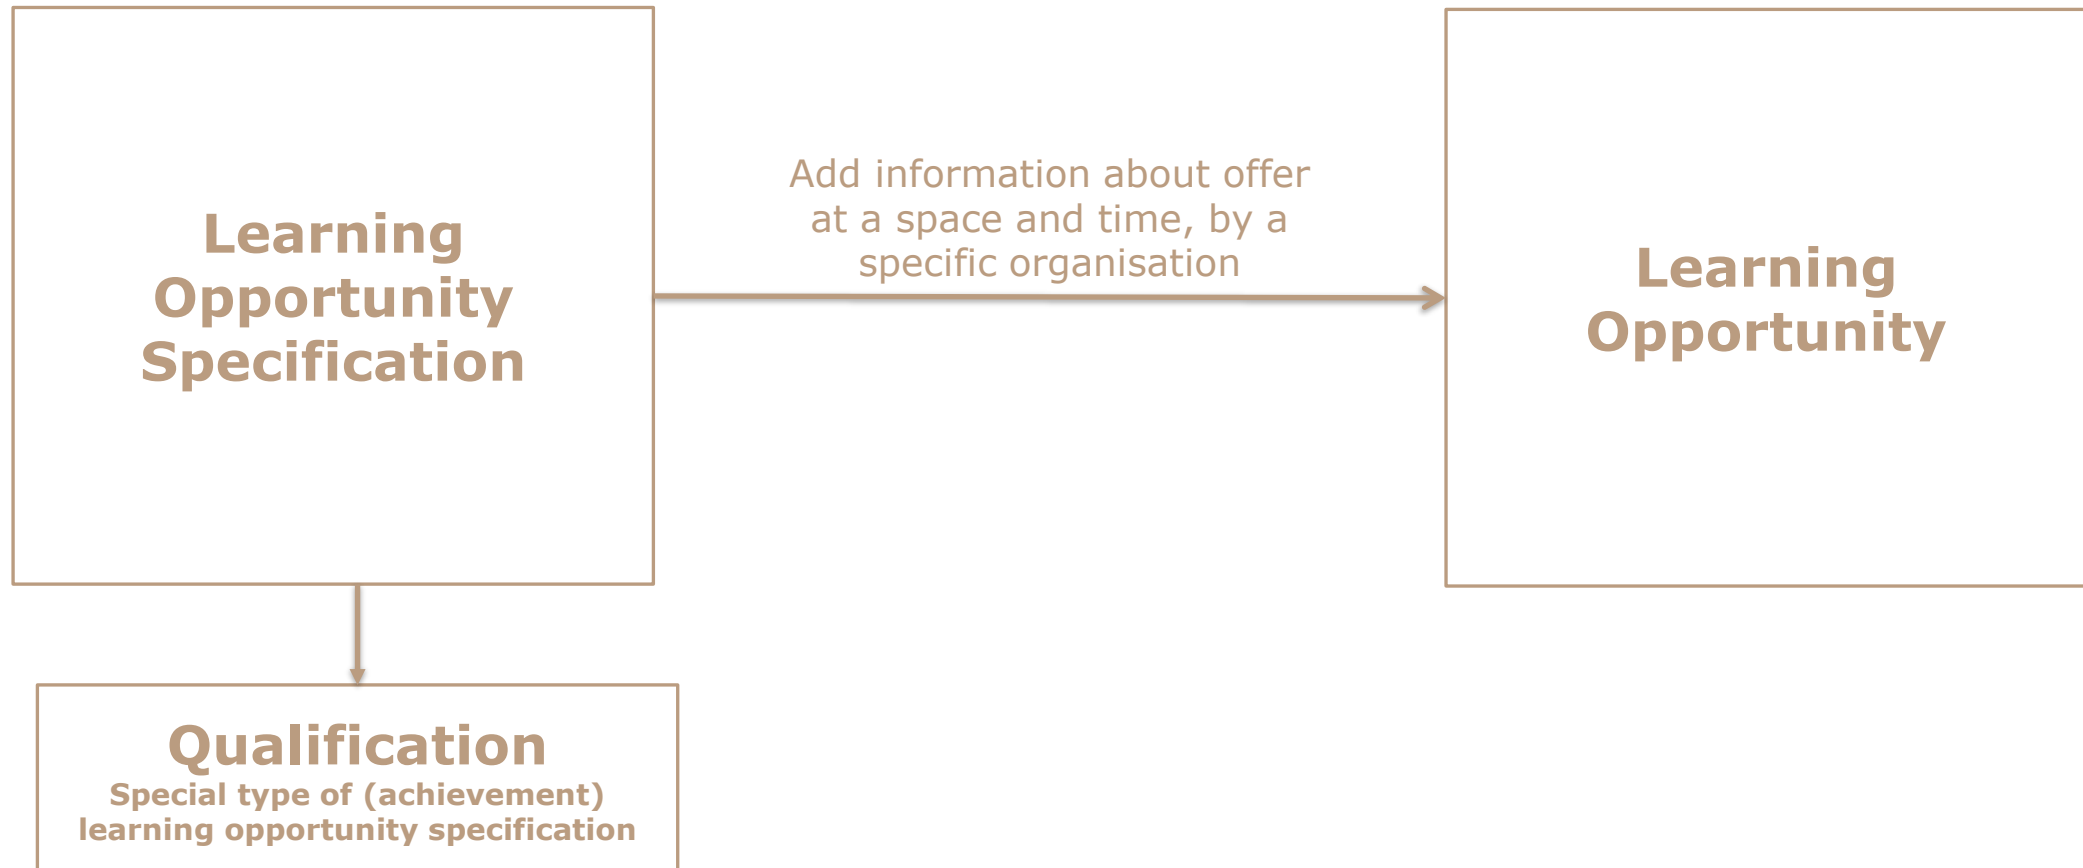 Learning
Opportunity
Specification
Add information about offer
at a space and time, by a
specific organisation
Learning
Opportunity
Qualification
Special type of (achievement)
learning opportunity specification